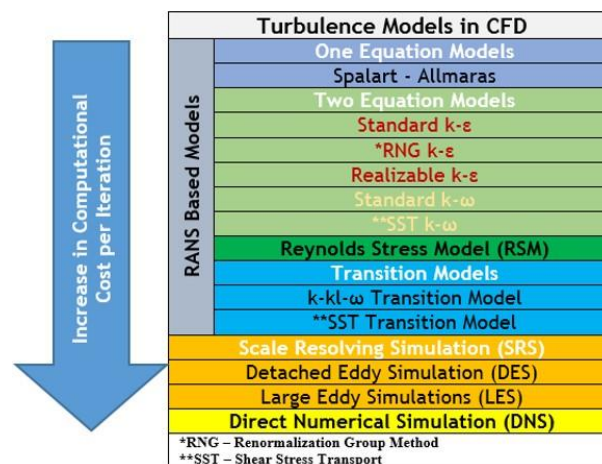 Turbulence Models in CFD
Increase in Computational
Cost per Iteration
RANS Based Models
One Equation Models
Spalart - Allmaras
Two Equation Models
Standard k-ε
*RNG k-ε
Realizable k-ε
Standard k-ω
**SST k-ω
Reynolds Stress Model (RSM)
Transition Models
k-kl-ω Transition Model
**SST Transition Model
Scale Resolving Simulation (SRS)
Detached Eddy Simulation (DES)
Large Eddy Simulations (LES)
Direct Numerical Simulation (DNS)
*RNG – Renormalization Group Method
**SST – Shear Stress Transport